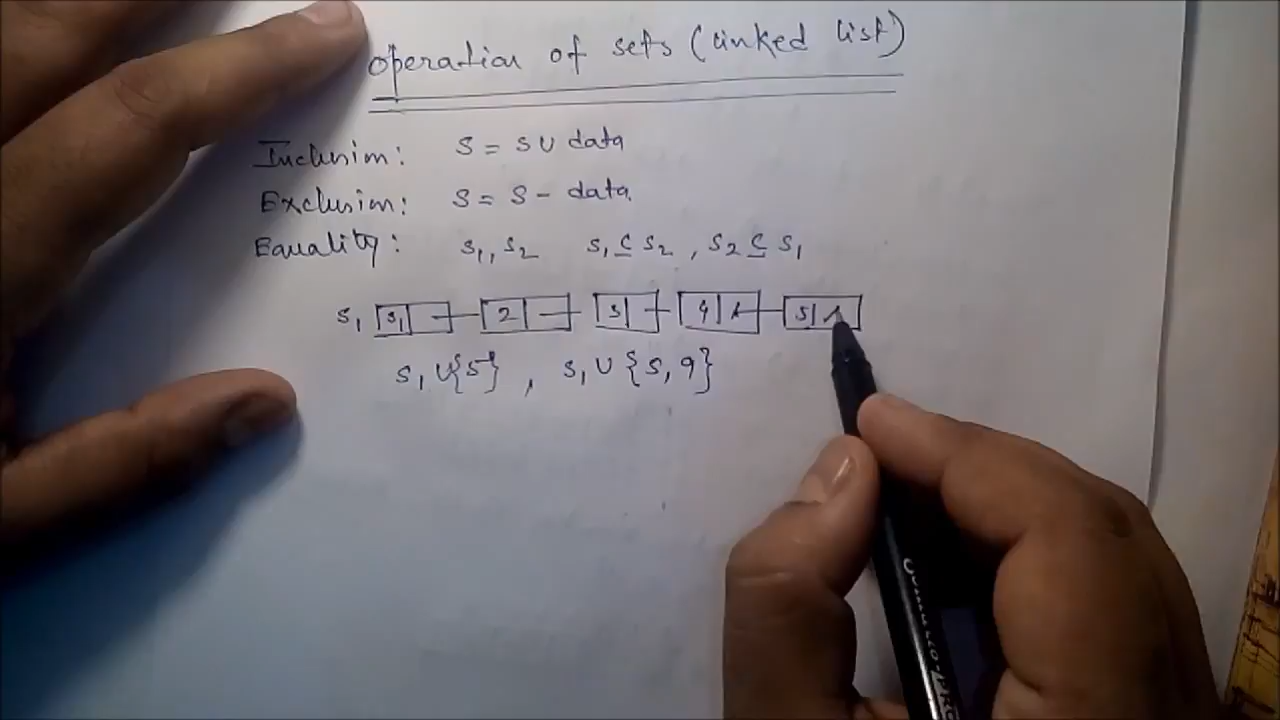 operation of sets (linked list)
Inclusion: S = S ∪ data
Exclusion: S = S - data.
Equality: S1, S2 S1 ⊆ S2, S2 ⊆ S1
S1 S1 2 3 4 5
S1 ∪ {5}, S1 ∪ {5, 9}